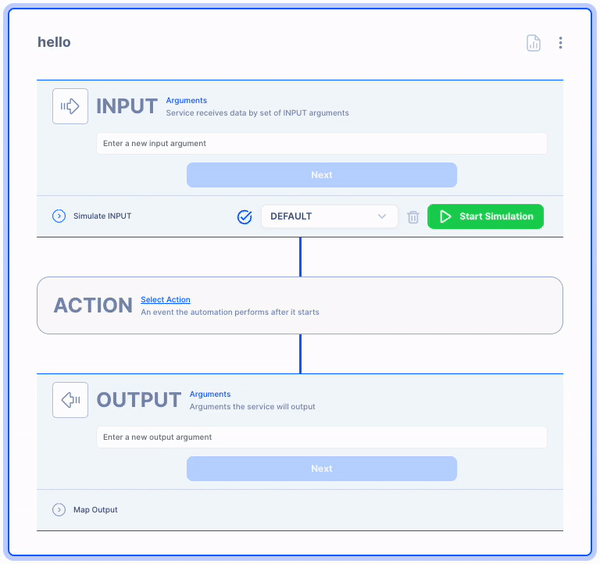 hello
INPUT
Arguments
Service receives data by set of INPUT arguments
Enter a new input argument
Next
Simulate INPUT
DEFAULT
Start Simulation
ACTION
Select Action
An event the automation performs after it starts
OUTPUT
Arguments
Arguments the service will output
Enter a new output argument
Next
Map Output